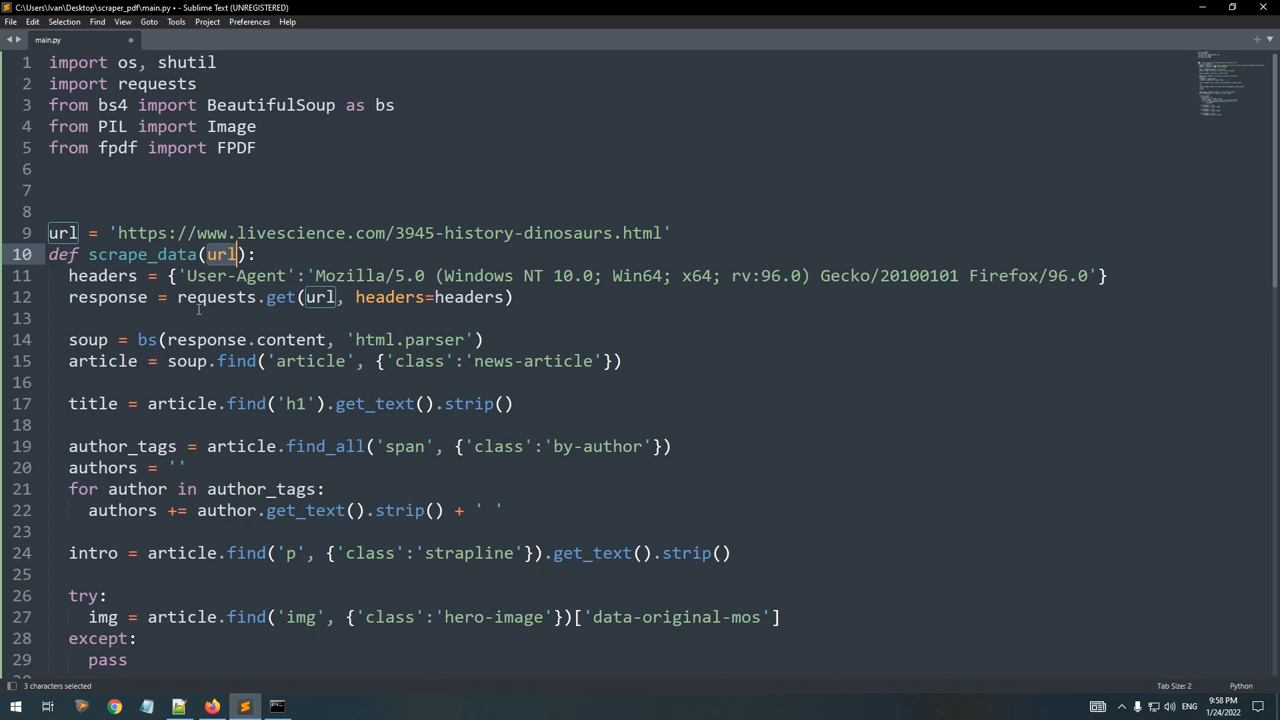 C:\Users\Ivan\Desktop\scraper_pdf\main.py • - Sublime Text (UNREGISTERED)
File Edit Selection Find View Goto Tools Project Preferences Help
main.py
1 import os, shutil
2 import requests
3 from bs4 import BeautifulSoup as bs
4 from PIL import Image
5 from fpdf import FPDF
6
7
8
9 url = 'https://www.livescience.com/3945-history-dinosaurs.html'
10 def scrape_data(url):
11 headers = {'User-Agent':'Mozilla/5.0 (Windows NT 10.0; Win64; x64; rv:96.0) Gecko/20100101 Firefox/96.0'}
12 response = requests.get(url, headers=headers)
13
14 soup = bs(response.content, 'html.parser')
15 article = soup.find('article', {'class':'news-article'})
16
17 title = article.find('h1').get_text().strip()
18
19 author_tags = article.find_all('span', {'class':'by-author'})
20 authors = ''
21 for author in author_tags:
22 authors += author.get_text().strip() + ' '
23
24 intro = article.find('p', {'class':'strapline'}).get_text().strip()
25
26 try:
27 img = article.find('img', {'class':'hero-image'})['data-original-mos']
28 except:
29 pass
3 characters selected
Tab Size: 2
Python
ENG
9:58 PM
1/24/2022